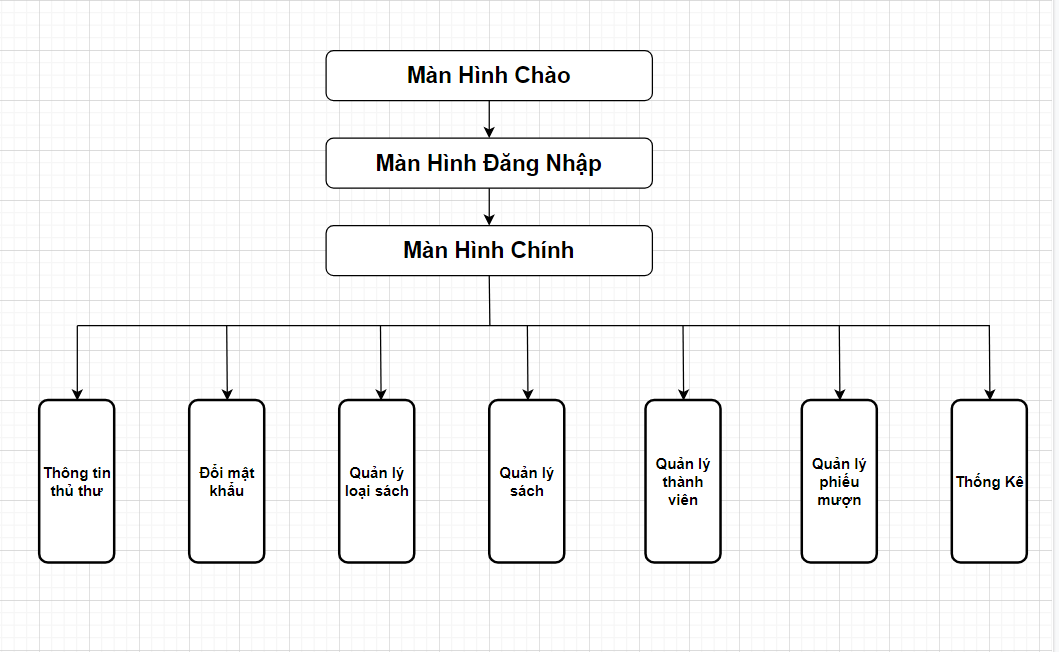 Màn Hình Chào
Màn Hình Đăng Nhập
Màn Hình Chính
Thông tin
thủ thư
Đổi mật
khẩu
Quản lý
loại sách
Quản lý
sách
Quản lý
thành
viên
Quản lý
phiếu
mượn
Thống Kê